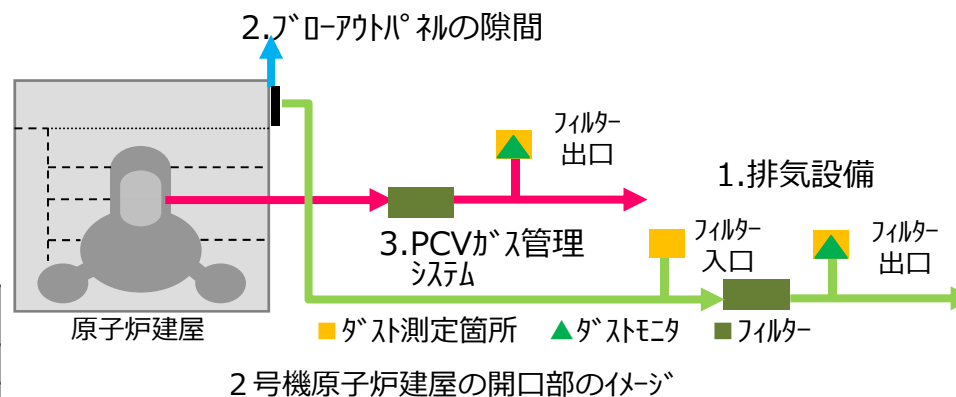 2.ﾌﾞﾛｰｱｳﾄﾊﾟﾈﾙの隙間
ﾌｨﾙﾀｰ
出口
1.排気設備
3.PCVｶﾞｽ管理
ｼｽﾃﾑ
ﾌｨﾙﾀｰ
入口
ﾌｨﾙﾀｰ
出口
原子炉建屋
■ﾀﾞｽﾄ測定箇所 ▲ﾀﾞｽﾄﾓﾆﾀ ■ﾌｨﾙﾀｰ
２号機原子炉建屋の開口部のｲﾒｰｼﾞ